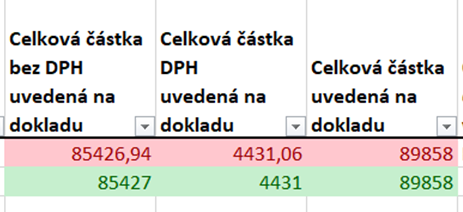 Celková částka
bez DPH
uvedená na
dokladu
Celková částka
DPH
uvedená na
dokladu
Celková částka
uvedená na
dokladu
85426,94 4431,06 89858
85427 4431 89858